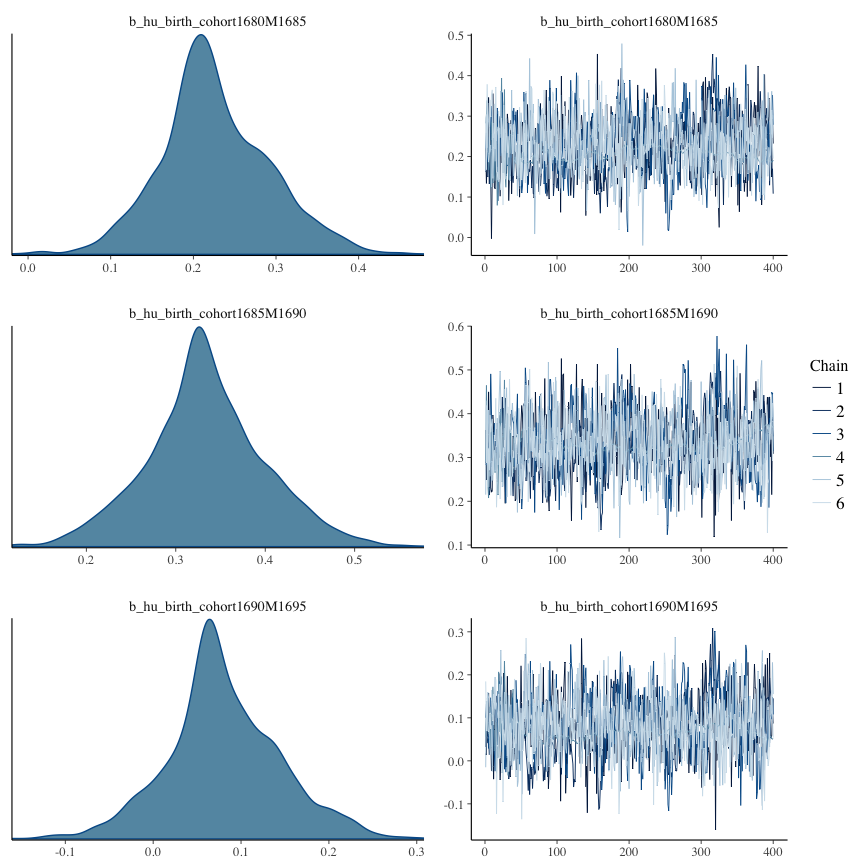 b_hu_birth_cohort1680M1685
0.0 0.1 0.2 0.3 0.4
b_hu_birth_cohort1680M1685
0.5
0.4
0.3
0.2
0.1
0.0
0 100 200 300 400
b_hu_birth_cohort1685M1690
0.2 0.3 0.4 0.5
b_hu_birth_cohort1685M1690
0.6
0.5
0.4
0.3
0.2
0.1
0 100 200 300 400
Chain
1
2
3
4
5
6
b_hu_birth_cohort1690M1695
-0.1 0.0 0.1 0.2 0.3
b_hu_birth_cohort1690M1695
0.3
0.2
0.1
0.0
-0.1
0 100 200 300 400